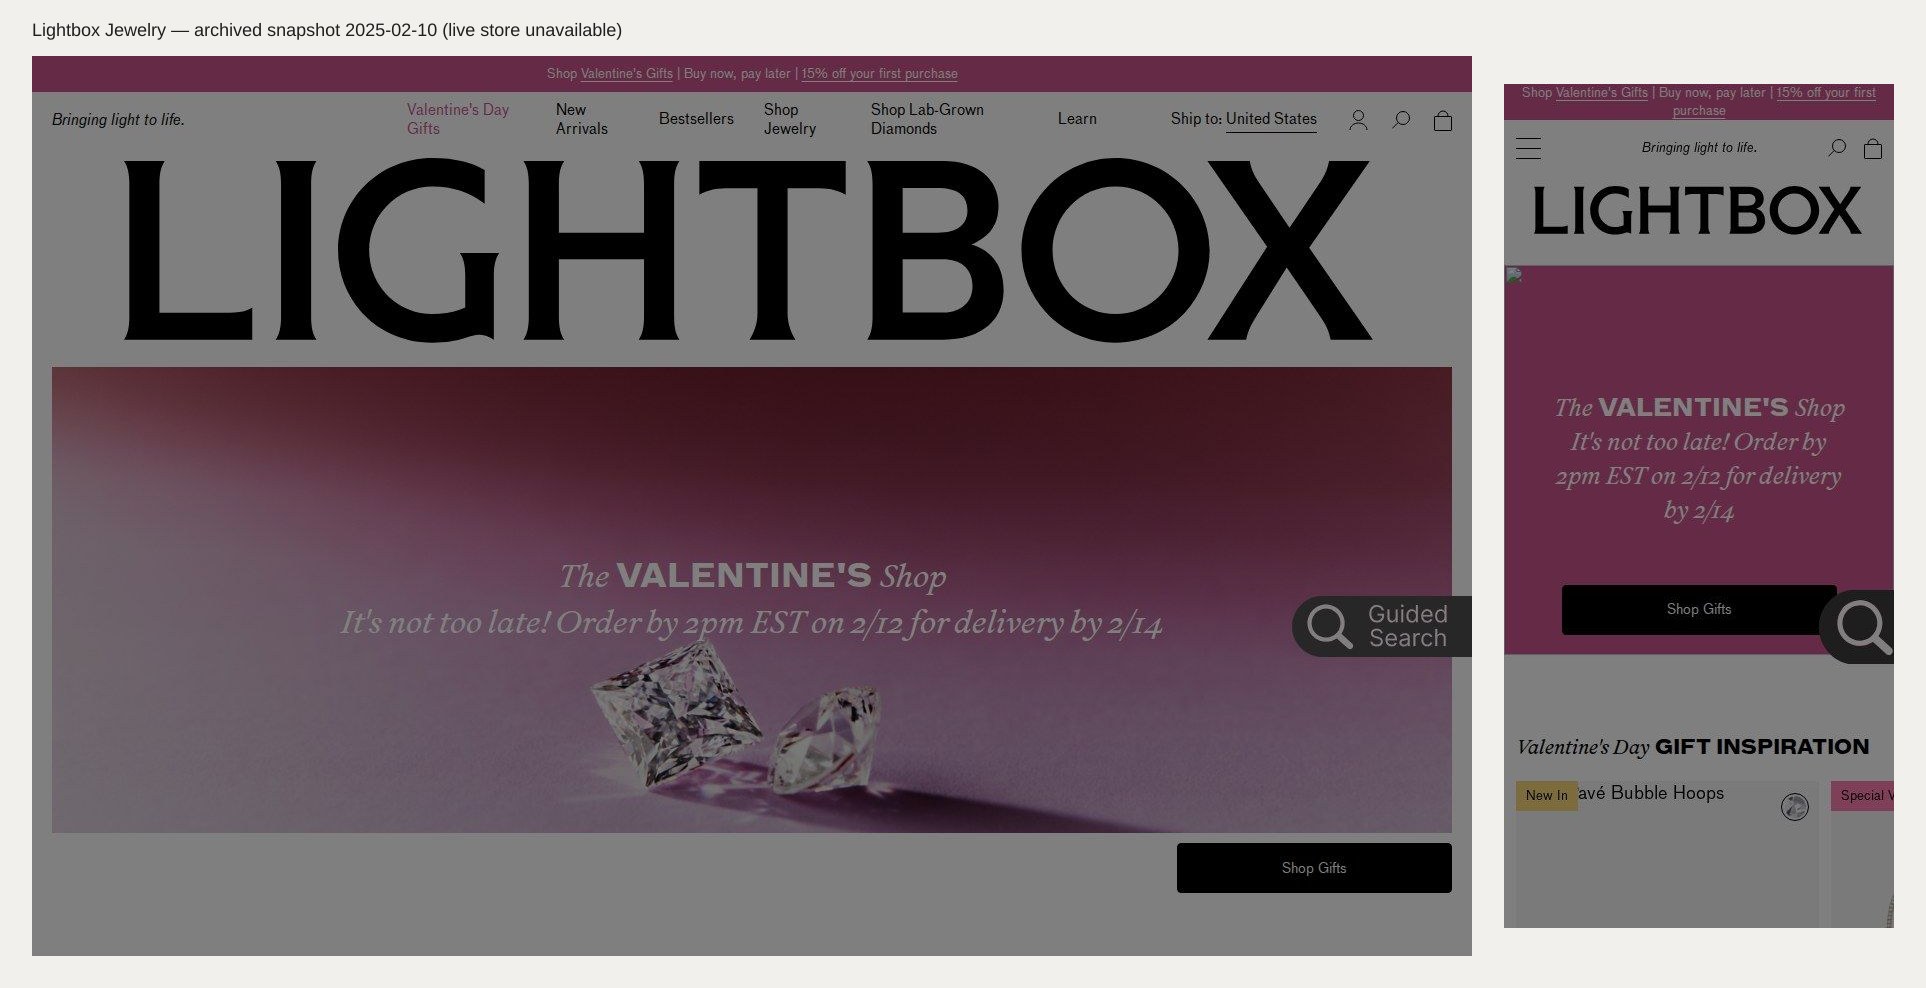 Lightbox Jewelry — archived snapshot 2025-02-10 (live store unavailable)
Shop Valentine's Gifts | Buy now, pay later | 15% off your first purchase
Bringing light to life.
Valentine's Day
Gifts
New
Arrivals
Bestsellers
Shop
Jewelry
Shop Lab-Grown
Diamonds
Learn
Ship to: United States
LIGHTBOX
The VALENTINE'S Shop
It's not too late! Order by 2pm EST on 2/12 for delivery by 2/14
Guided
Search
Shop Gifts
Shop Valentine's Gifts | Buy now, pay later | 15% off your first
purchase
Bringing light to life.
LIGHTBOX
The VALENTINE'S Shop
It's not too late! Order by
2pm EST on 2/12 for delivery
by 2/14
Shop Gifts
Valentine's Day GIFT INSPIRATION
New In
avé Bubble Hoops
Special